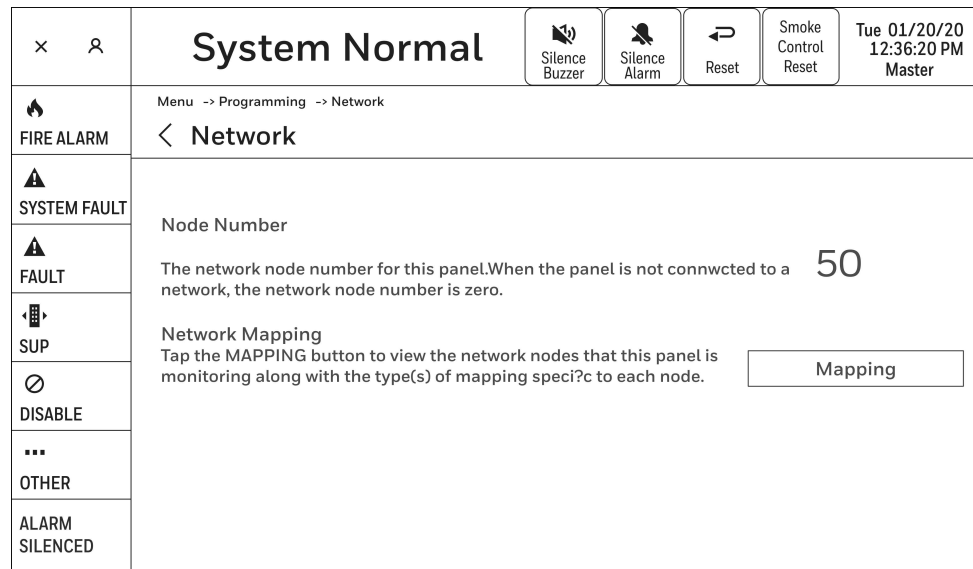 System Normal
Silence
Buzzer
Silence
Alarm
Reset
Smoke
Control
Reset
Tue 01/20/20
12:36:20 PM
Master
FIRE ALARM
SYSTEM FAULT
FAULT
SUP
DISABLE
OTHER
ALARM
SILENCED
Menu -> Programming -> Network
< Network
Node Number
The network node number for this panel.When the panel is not connwcted to a
network, the network node number is zero.
50
Network Mapping
Tap the MAPPING button to view the network nodes that this panel is
monitoring along with the type(s) of mapping speci?c to each node.
Mapping